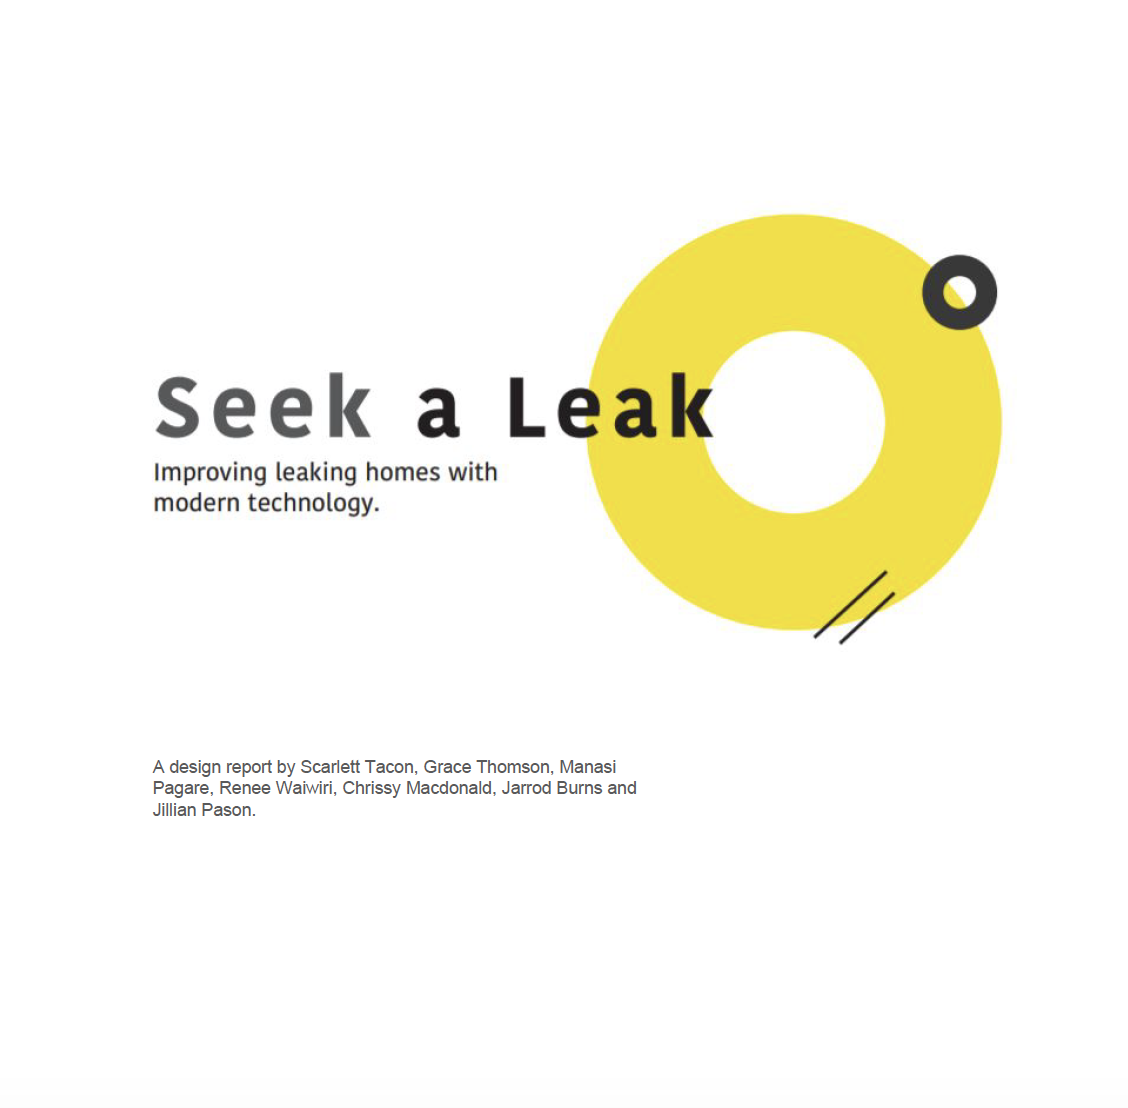 Seek a Leak
Improving leaking homes with
modern technology.
A design report by Scarlett Tacon, Grace Thomson, Manasi
Pagare, Renee Waiwiri, Chrissy Macdonald, Jarrod Burns and
Jillian Pason.